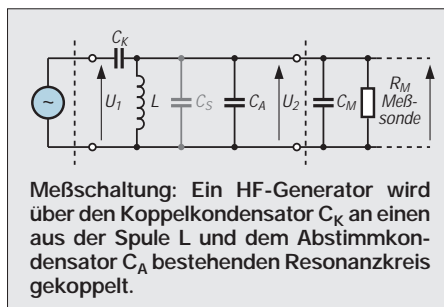 C_K
U_1 L C_S C_A U_2 C_M R_M
Meß-
sonde
~
Meßschaltung: Ein HF-Generator wird
über den Koppelkondensator C_K an einen
aus der Spule L und dem Abstimmkon-
densator C_A bestehenden Resonanzkreis
gekoppelt.